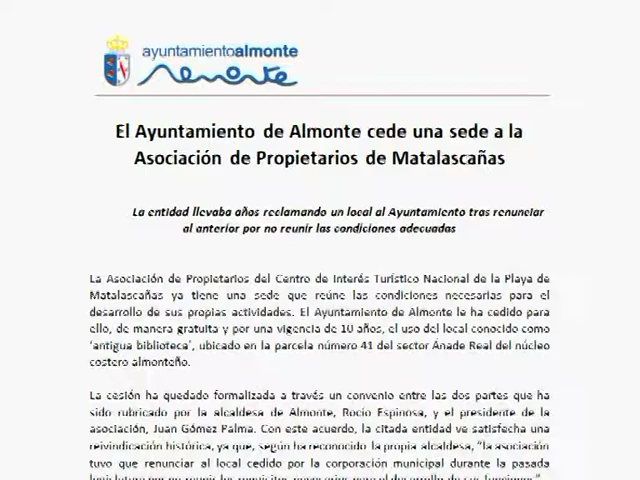 ayuntamientoalmonte
Almonte
El Ayuntamiento de Almonte cede una sede a la
Asociación de Propietarios de Matalascañas
La entidad llevaba años reclamando un local al Ayuntamiento tras renunciar
al anterior por no reunir las condiciones adecuadas
La Asociación de Propietarios del Centro de Interés Turístico Nacional de la Playa de
Matalascañas ya tiene una sede que reúne las condiciones necesarias para el
desarrollo de sus propias actividades. El Ayuntamiento de Almonte le ha cedido para
ello, de manera gratuita y por una vigencia de 10 años, el uso del local conocido como
‘antigua biblioteca’, ubicado en la parcela número 41 del sector Ánade Real del núcleo
costero almonteño.
La cesión ha quedado formalizada a través un convenio entre las dos partes que ha
sido rubricado por la alcaldesa de Almonte, Rocío Espinosa, y el presidente de la
asociación, Juan Gómez Palma. Con este acuerdo, la citada entidad ve satisfecha una
reivindicación histórica, ya que, según ha reconocido la propia alcaldesa, “la asociación
tuvo que renunciar al local cedido por la corporación municipal durante la pasada